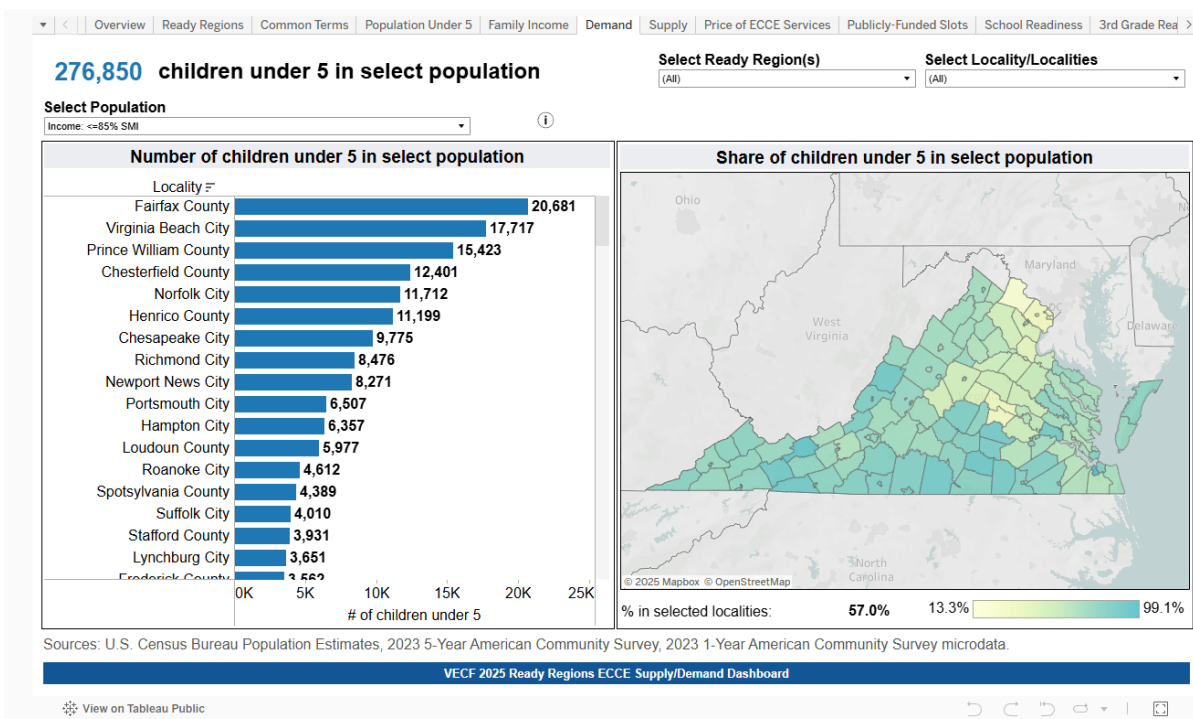 Overview Ready Regions Common Terms Population Under 5 Family Income Demand Supply Price of ECCE Services Publicly-Funded Slots School Readiness 3rd Grade Rea
276,850 children under 5 in select population
Select Ready Region(s) Select Locality/Localities
(All) (All)
Select Population
Income: <=85% SMI
i
Number of children under 5 in select population
Locality
Fairfax County 20,681
Virginia Beach City 17,717
Prince William County 15,423
Chesterfield County 12,401
Norfolk City 11,712
Henrico County 11,199
Chesapeake City 9,775
Richmond City 8,476
Newport News City 8,271
Portsmouth City 6,507
Hampton City 6,357
Loudoun County 5,977
Roanoke City 4,612
Spotsylvania County 4,389
Suffolk City 4,010
Stafford County 3,931
Lynchburg City 3,651
Frederick County 3,562
0K 5K 10K 15K 20K 25K
# of children under 5
Share of children under 5 in select population
Ohio
Maryland
West
Virginia
Delaware
North
Carolina
© 2025 Mapbox © OpenStreetMap
% in selected localities: 57.0% 13.3% 99.1%
Sources: U.S. Census Bureau Population Estimates, 2023 5-Year American Community Survey, 2023 1-Year American Community Survey microdata.
VECF 2025 Ready Regions ECCE Supply/Demand Dashboard
View on Tableau Public